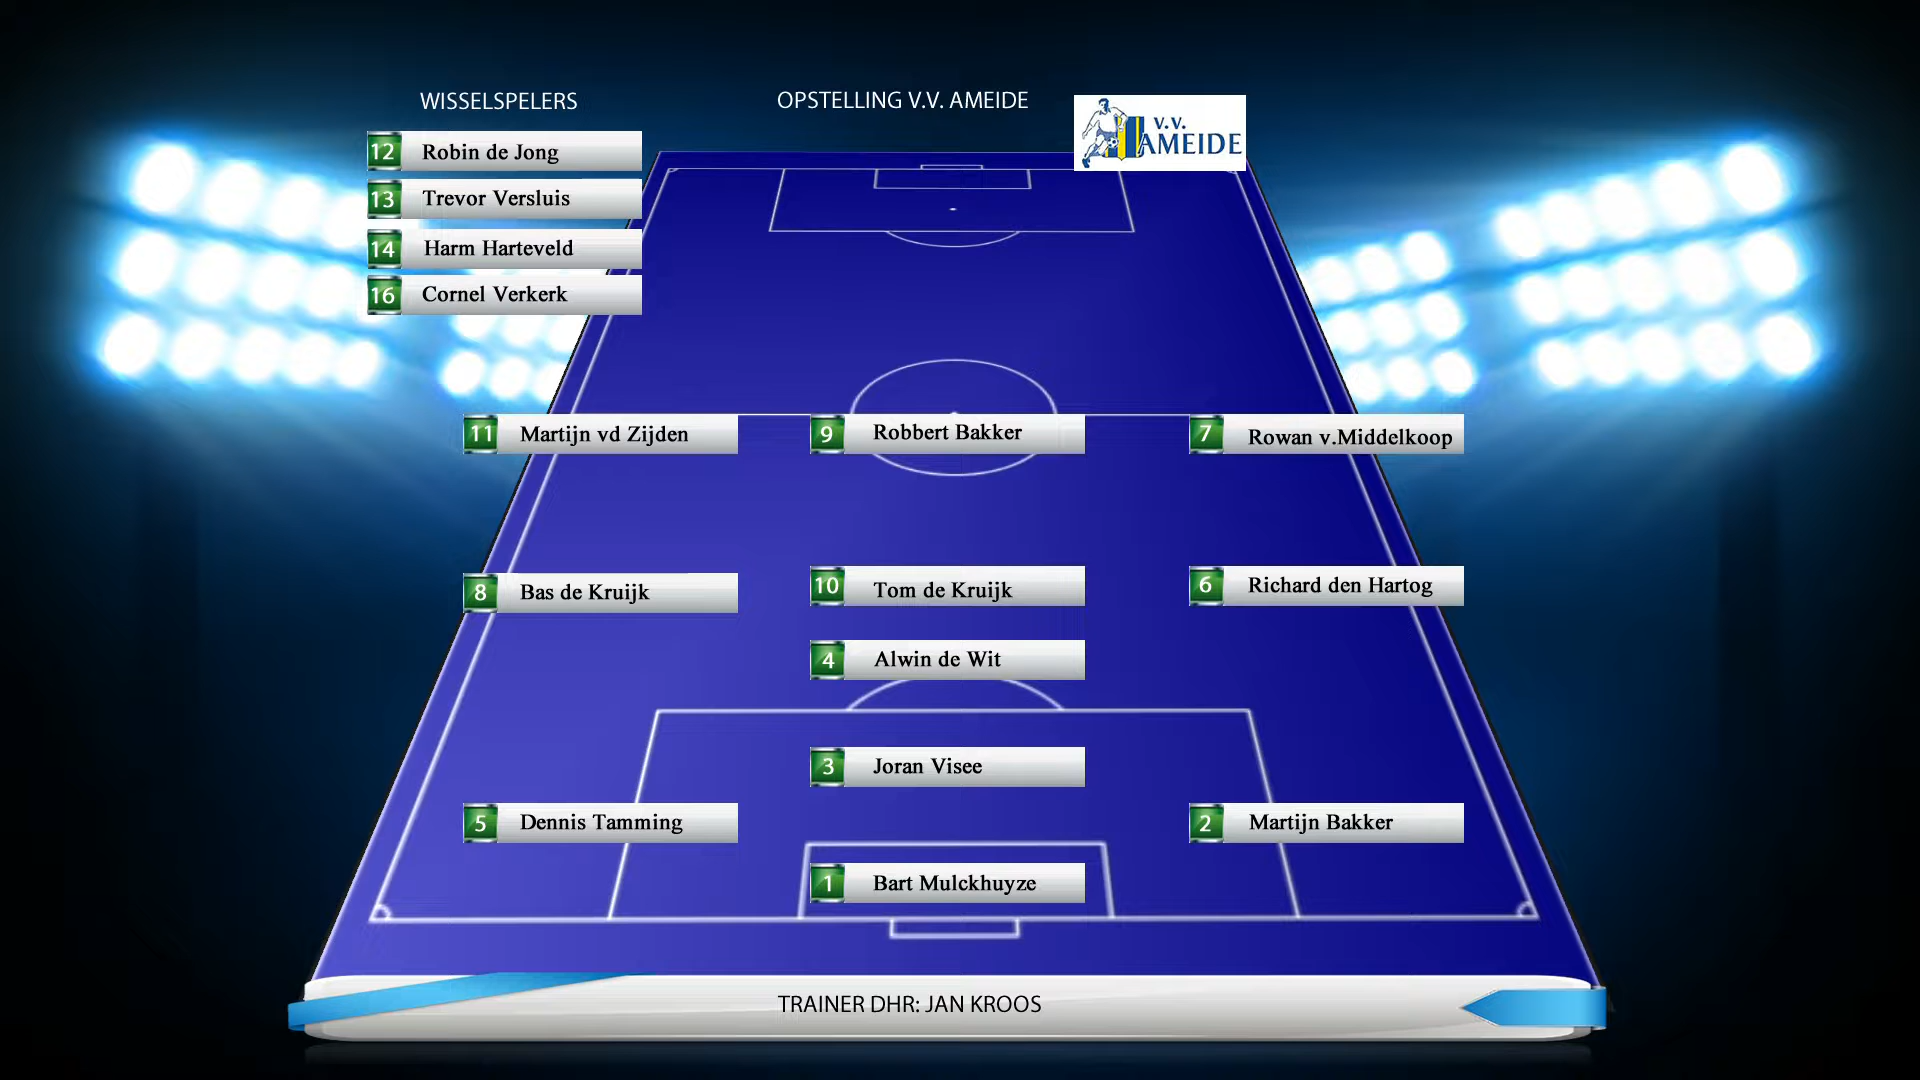 WISSELSPELERS
OPSTELLING V.V. AMEIDE
V.V.
AMEIDE
12 Robin de Jong
13 Trevor Versluis
14 Harm Harteveld
16 Cornel Verkerk
11 Martijn vd Zijden
9 Robbert Bakker
7 Rowan v.Middelkoop
8 Bas de Kruijk
10 Tom de Kruijk
6 Richard den Hartog
4 Alwin de Wit
3 Joran Visee
5 Dennis Tamming
2 Martijn Bakker
1 Bart Mulckhuyze
TRAINER DHR: JAN KROOS